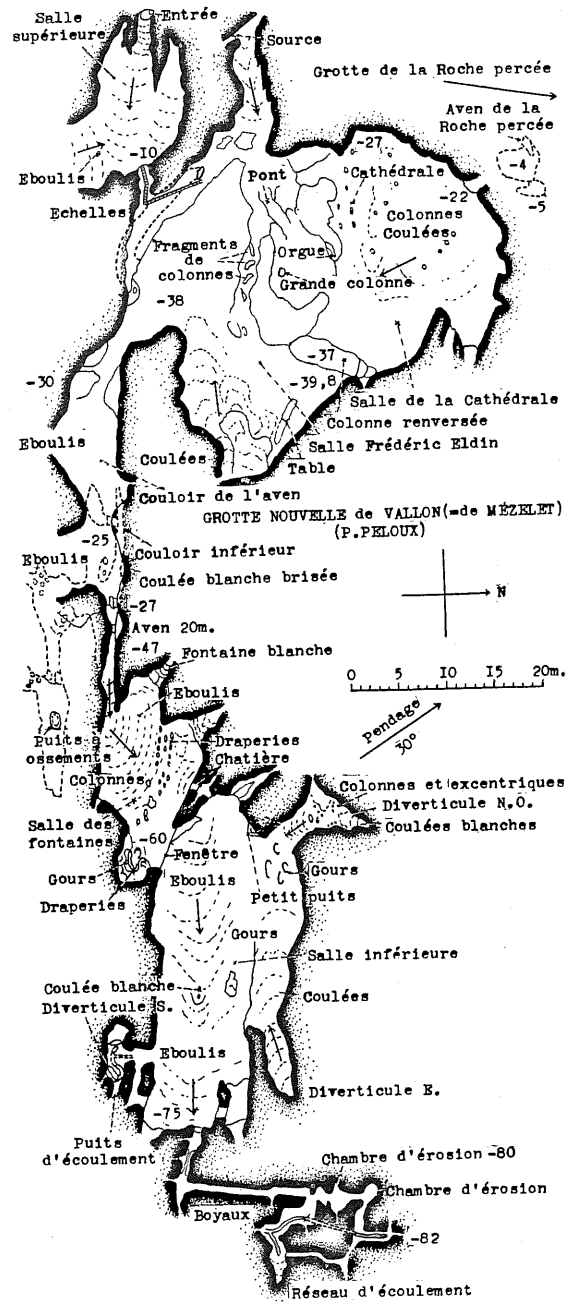 Salle
supérieure
Entrée
Source
Grotte de la Roche percée
Aven de la
Roche percée
-4
-5
-10
Eboulis
Echelles
-27
Pont
Cathédrale
-22
Colonnes
Coulées
Fragments
de
colonnes
Orgue
Grande colonne
-38
-37
-39,8
-30
Salle de la Cathédrale
Colonne renversée
Salle Frédéric Eldin
Table
Eboulis
Coulées
Couloir de l'aven
GROTTE NOUVELLE de VALLON(=de MÉZELET)
(P.PELOUX)
-25
Couloir inférieur
Eboulis
Coulée blanche brisée
-27
Aven 20m.
-47
N
Fontaine blanche
0 5 10 15 20m.
Eboulis
Pendage
30°
Puits à
ossements
Draperies
Chatière
Colonnes
Colonnes et excentriques
Diverticule N.O.
Coulées blanches
Salle des
fontaines
-60
Fenêtre
Gours
Gours
Eboulis
Petit puits
Draperies
Gours
Salle inférieure
Coulée blanche
Coulées
Diverticule S.
Eboulis
Diverticule E.
-75
Puits
d'écoulement
Chambre d'érosion -80
Chambre d'érosion
Boyaux
-82
Réseau d'écoulement